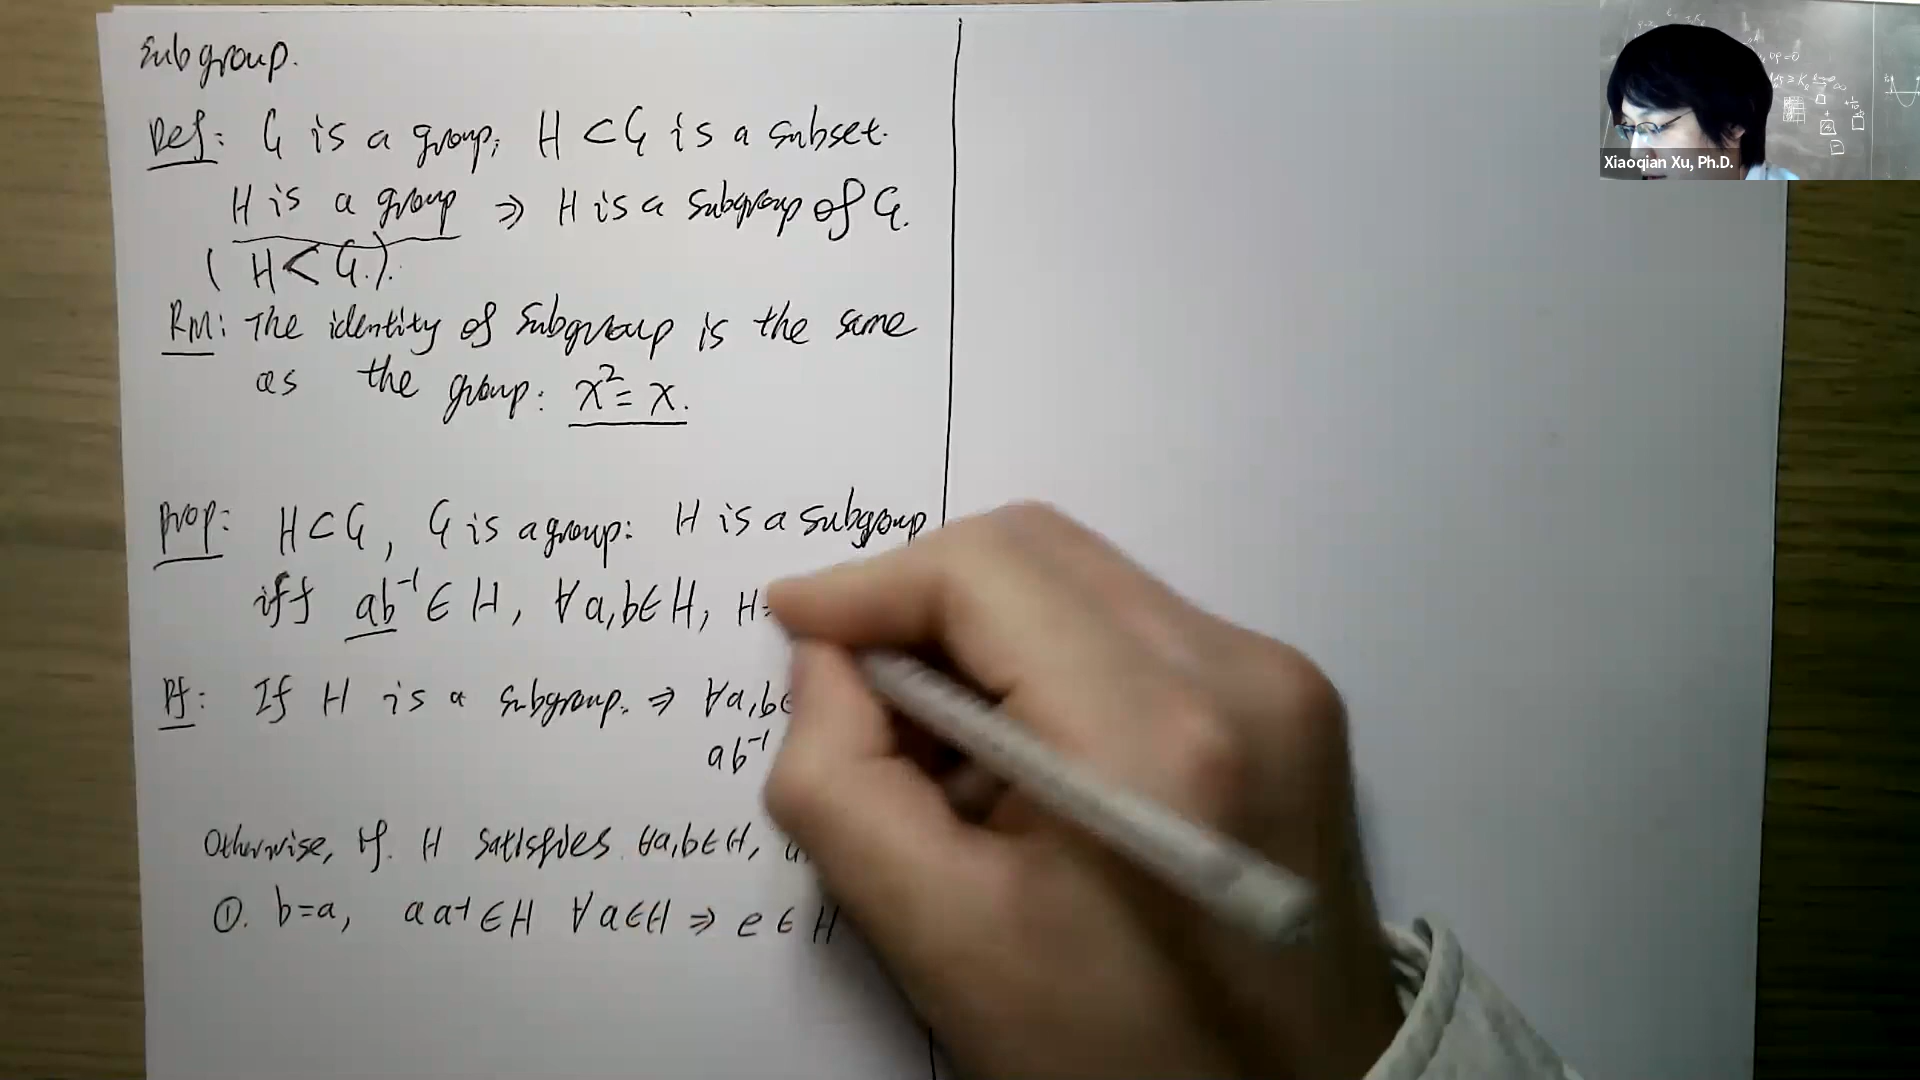 Subgroup.
Def: G is a group; H ⊂ G is a subset.
H is a group ⇒ H is a subgroup of G.
( H < G.).
RM: The identity of subgroup is the same
as the group: x² = x.
Prop: H ⊂ G, G is a group: H is a subgroup
iff ab⁻¹ ∈ H, ∀ a,b ∈ H, H
Pf: If H is a subgroup. ⇒ ∀a,b ∈
ab⁻¹
Otherwise, if. H satisfies. ∀a,b ∈ H,
①. b=a, a a⁻¹ ∈ H ∀ a ∈ H ⇒ e ∈ H
Xiaoqian Xu, Ph.D.